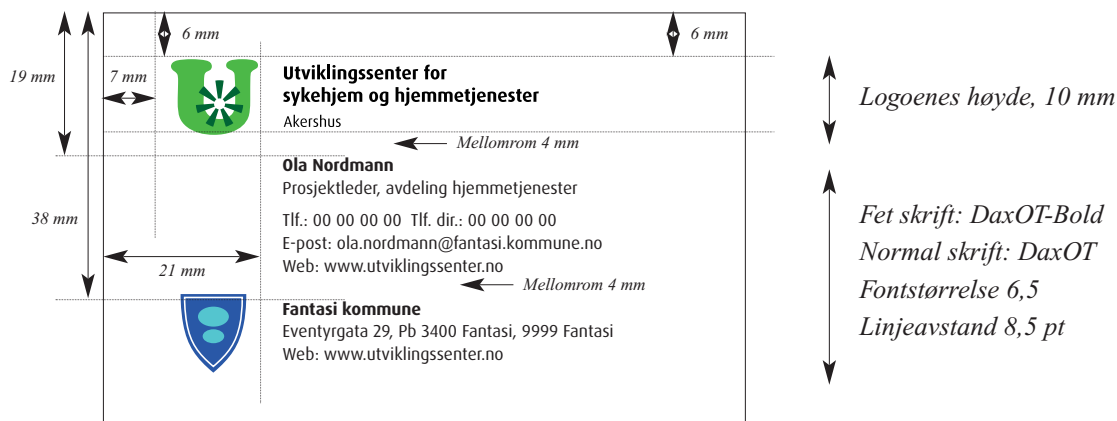 6 mm
6 mm
19 mm
7 mm
Utviklingssenter for
sykehjem og hjemmetjenester
Akershus
Logoenes høyde, 10 mm
Mellomrom 4 mm
Ola Nordmann
Prosjektleder, avdeling hjemmetjenester
38 mm
Tlf.: 00 00 00 00 Tlf. dir.: 00 00 00 00
E-post: ola.nordmann@fantasi.kommune.no
Web: www.utviklingssenter.no
21 mm
Mellomrom 4 mm
Fantasi kommune
Eventyrgata 29, Pb 3400 Fantasi, 9999 Fantasi
Web: www.utviklingssenter.no
Fet skrift: DaxOT-Bold
Normal skrift: DaxOT
Fontstørrelse 6,5
Linjeavstand 8,5 pt